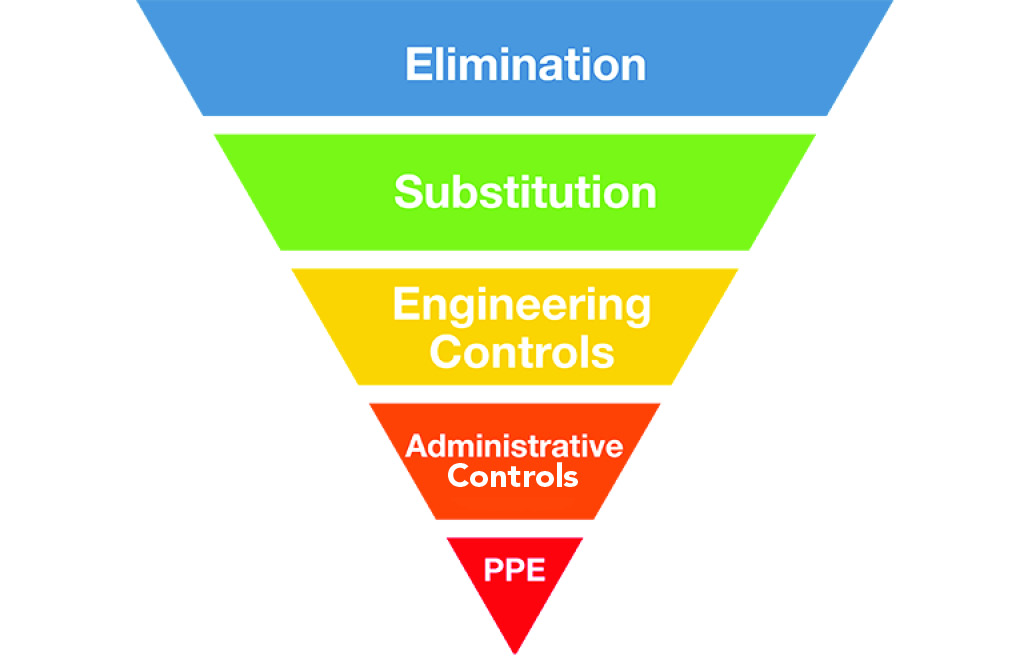 Elimination
Substitution
Engineering
Controls
Administrative
Controls
PPE